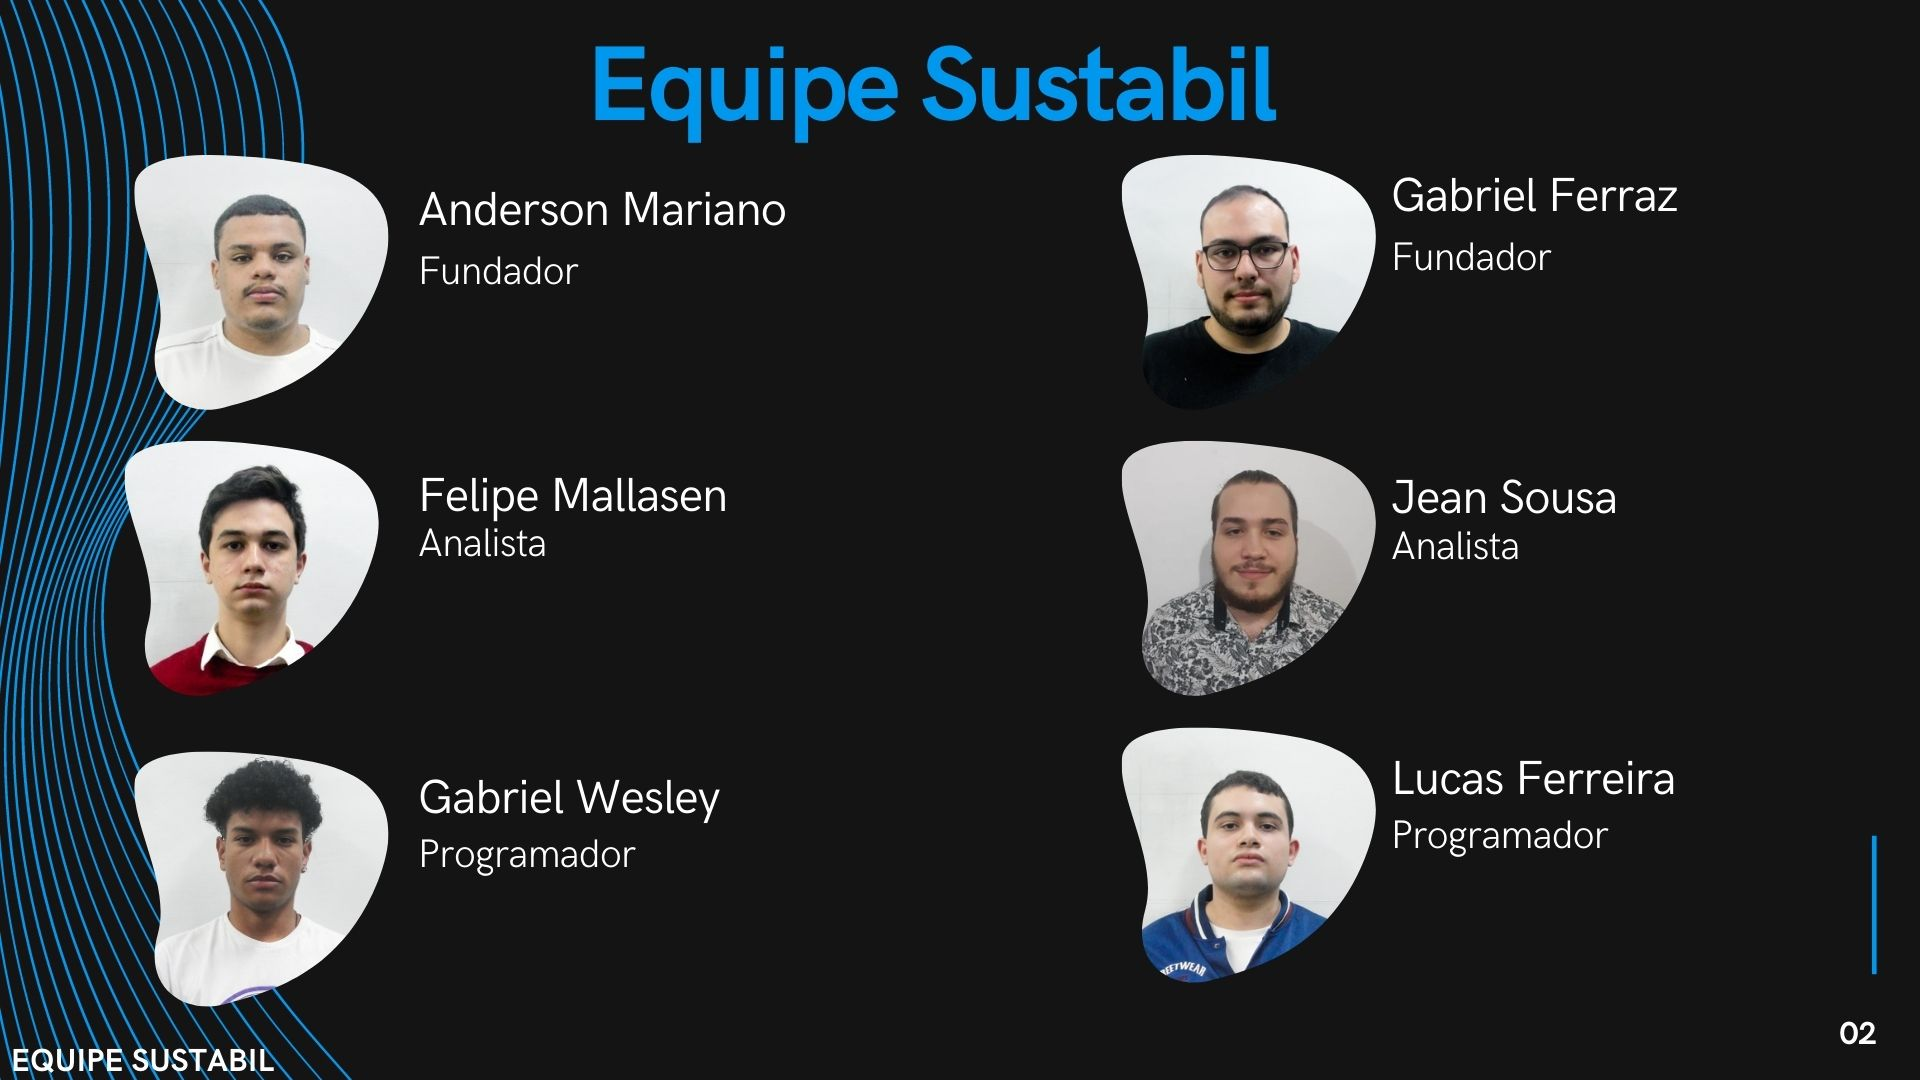 Equipe Sustabil
Anderson Mariano
Fundador
Gabriel Ferraz
Fundador
Felipe Mallasen
Analista
Jean Sousa
Analista
Gabriel Wesley
Programador
Lucas Ferreira
Programador
REETWEAR
02
EQUIPE SUSTABIL